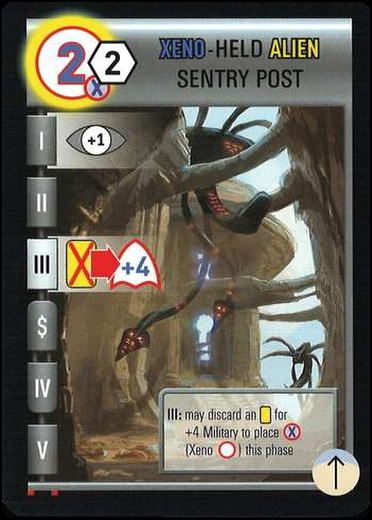 2 2 XENO-HELD ALIEN
X SENTRY POST
I +1
II
III +4
$
IV
III: may discard an for
+4 Military to place X
(Xeno ) this phase
V